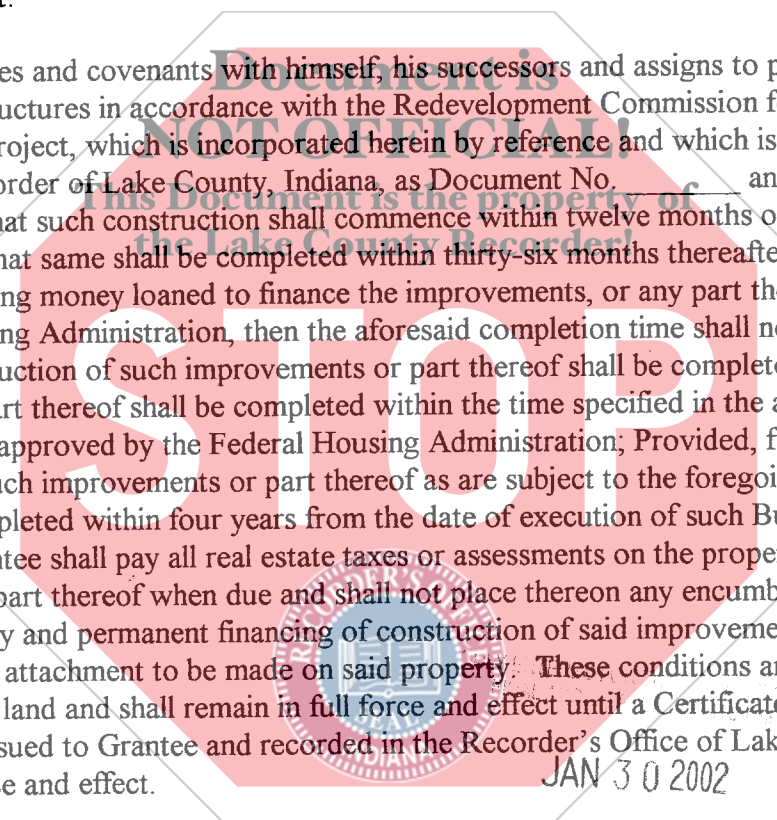 t.
Document is
es and covenants with himself, his successors and assigns to p
uctures in accordance with the Redevelopment Commission f
NOT OFFICIAL!
roject, which is incorporated herein by reference and which is
order of Lake County, Indiana, as Document No. ________ an
This Document is the property of
hat such construction shall commence within twelve months o
the Lake County Recorder!
hat same shall be completed within thirty-six months thereafte
ng money loaned to finance the improvements, or any part th
ng Administration, then the aforesaid completion time shall no
uction of such improvements or part thereof shall be complete
STOP
rt thereof shall be completed within the time specified in the a
approved by the Federal Housing Administration; Provided, f
uch improvements or part thereof as are subject to the foregoi
pleted within four years from the date of execution of such Bu
tee shall pay all real estate taxes or assessments on the prope
part thereof when due and shall not place thereon any encumb
y and permanent financing of construction of said improveme
attachment to be made on said property. These conditions a
land and shall remain in full force and effect until a Certificate
sued to Grantee and recorded in the Recorder's Office of Lak
e and effect.
RECORDER'S OFFICE
SEAL
INDIANA
JAN 30 2002